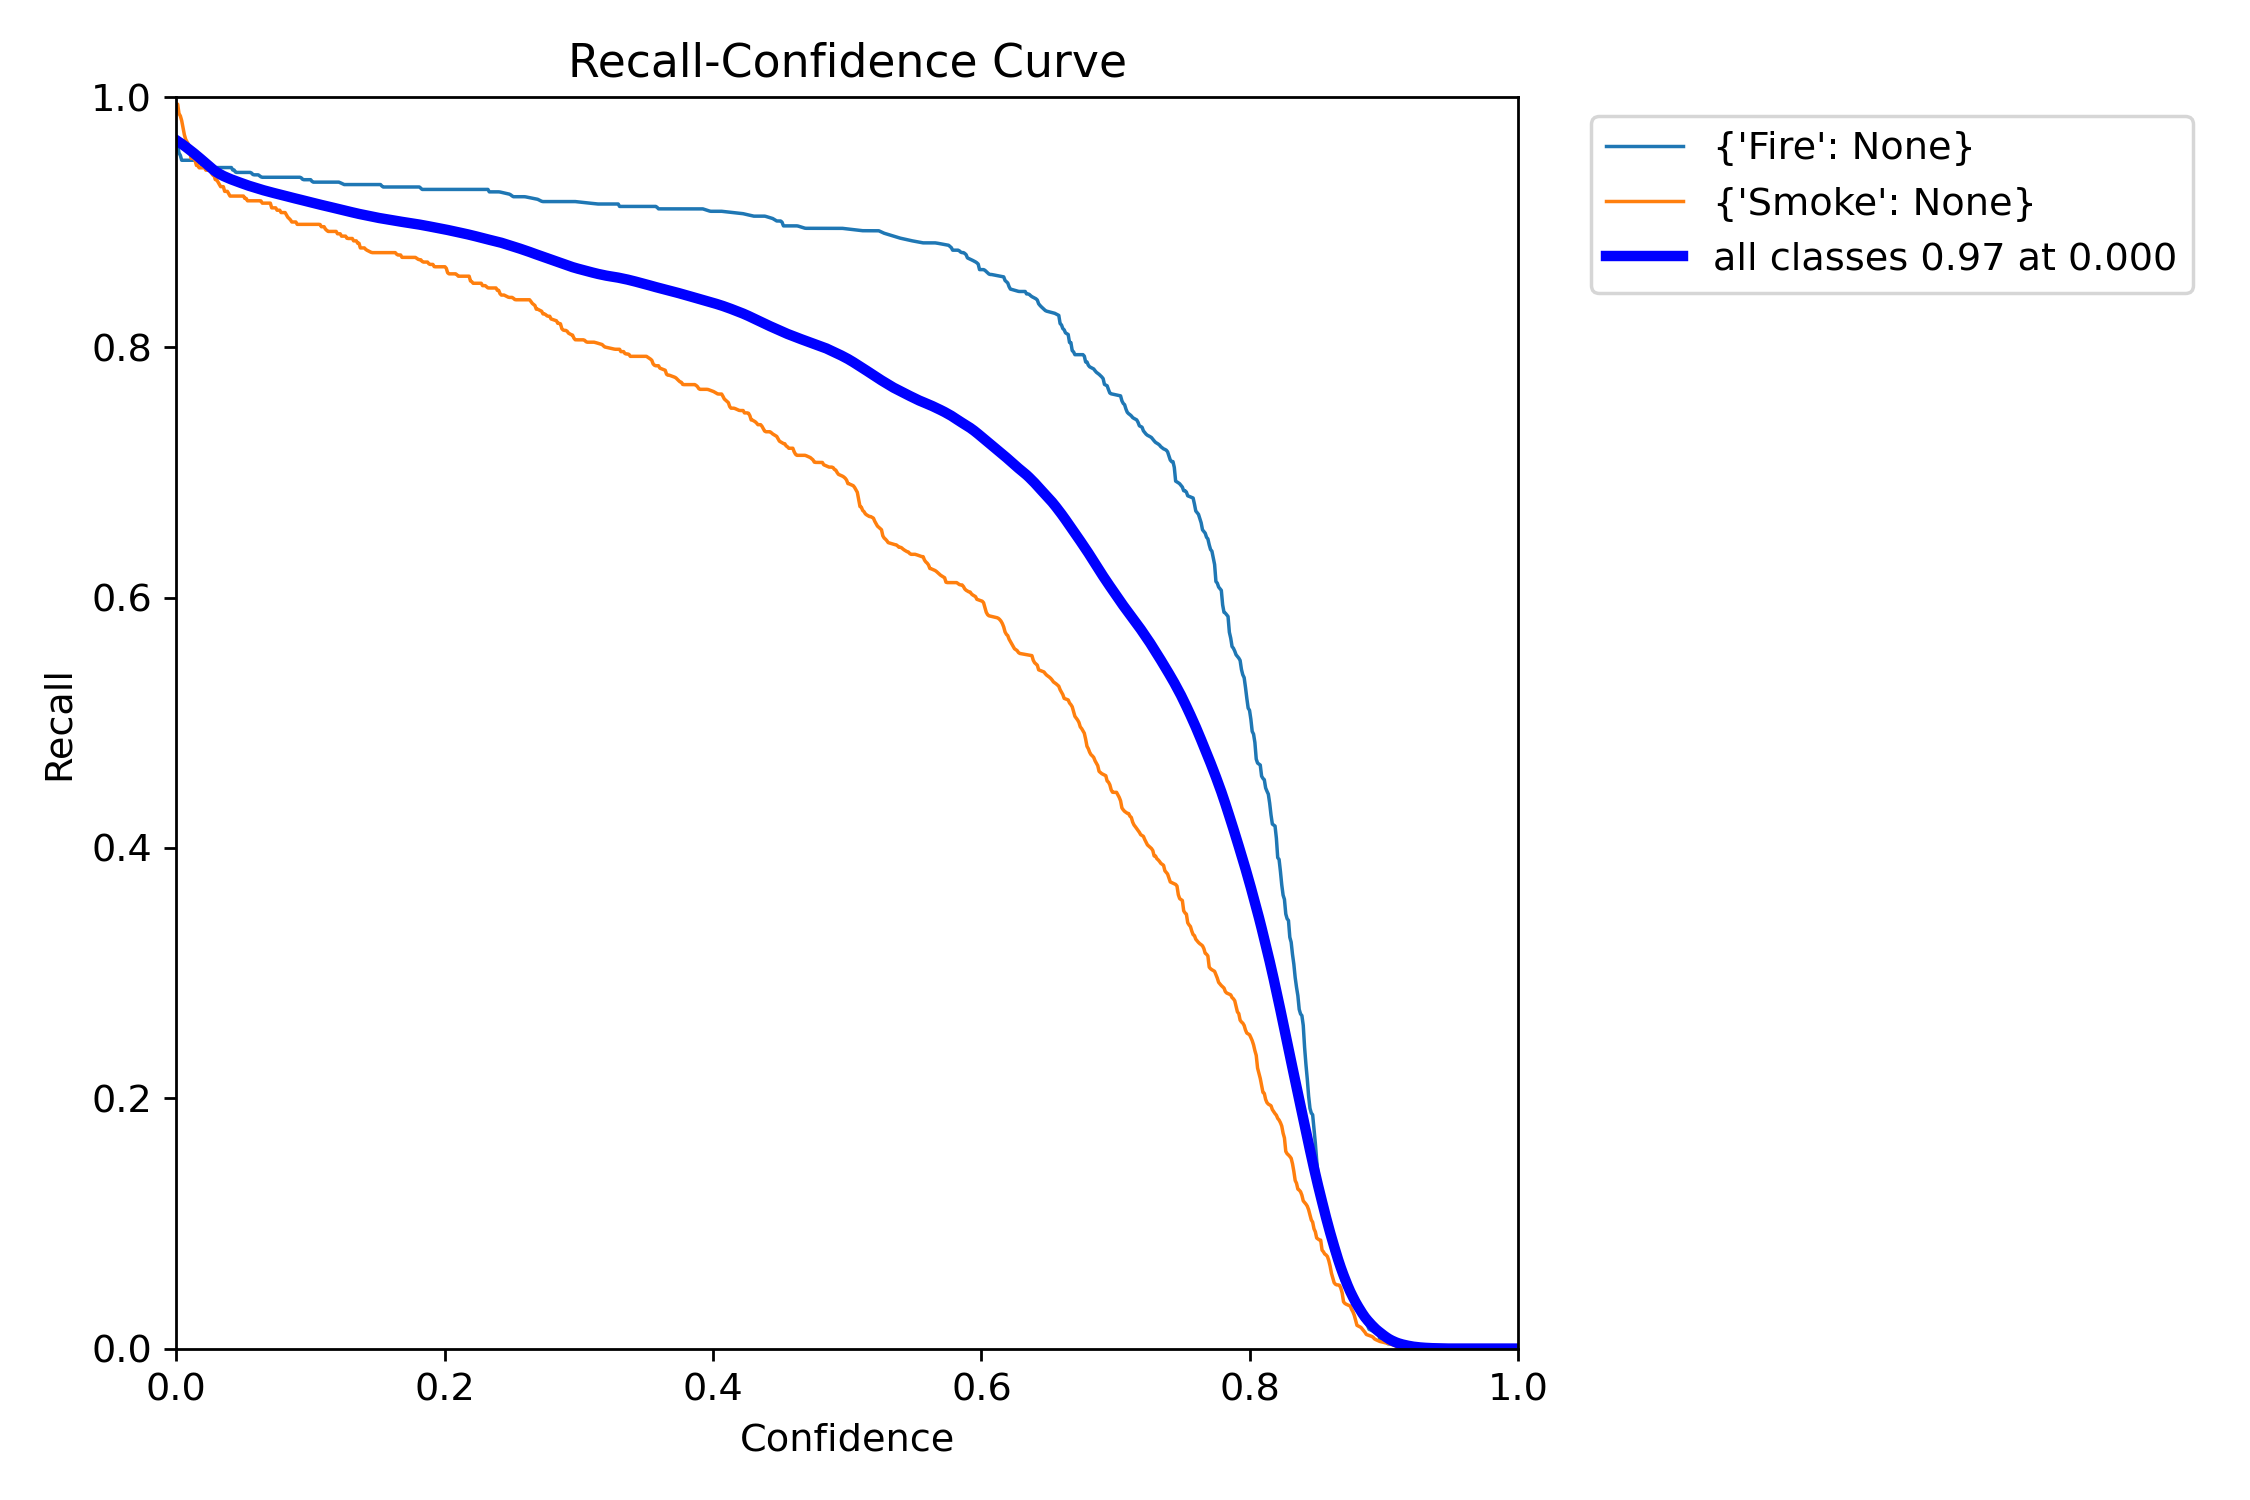 Recall-Confidence Curve
{'Fire': None}
{'Smoke': None}
all classes 0.97 at 0.000
1.0
0.8
0.6
0.4
0.2
0.0
Recall
0.0 0.2 0.4 0.6 0.8 1.0
Confidence